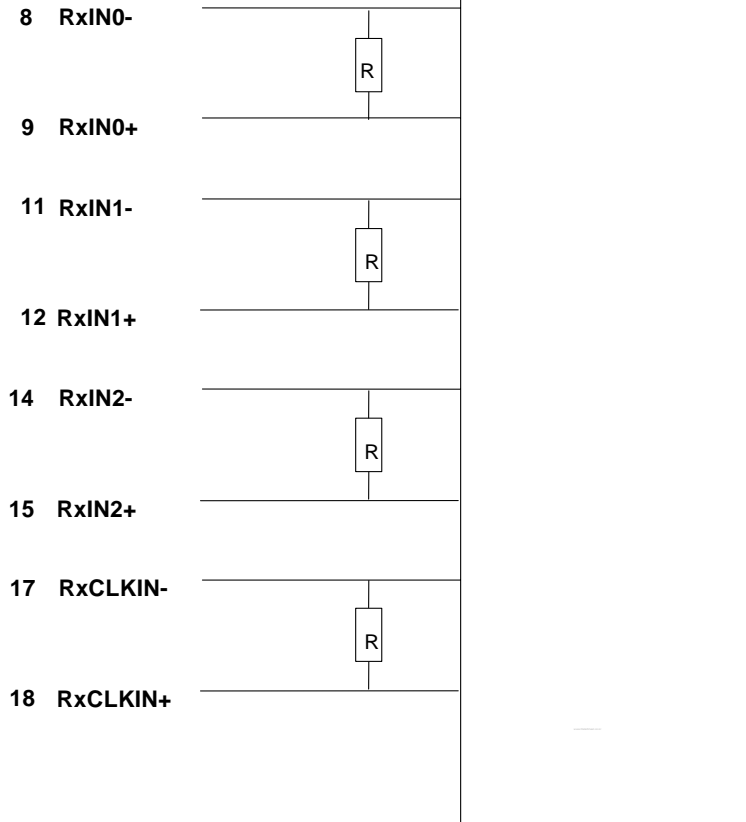 8 RxIN0-
R
9 RxIN0+
11 RxIN1-
R
12 RxIN1+
14 RxIN2-
R
15 RxIN2+
17 RxCLKIN-
R
18 RxCLKIN+